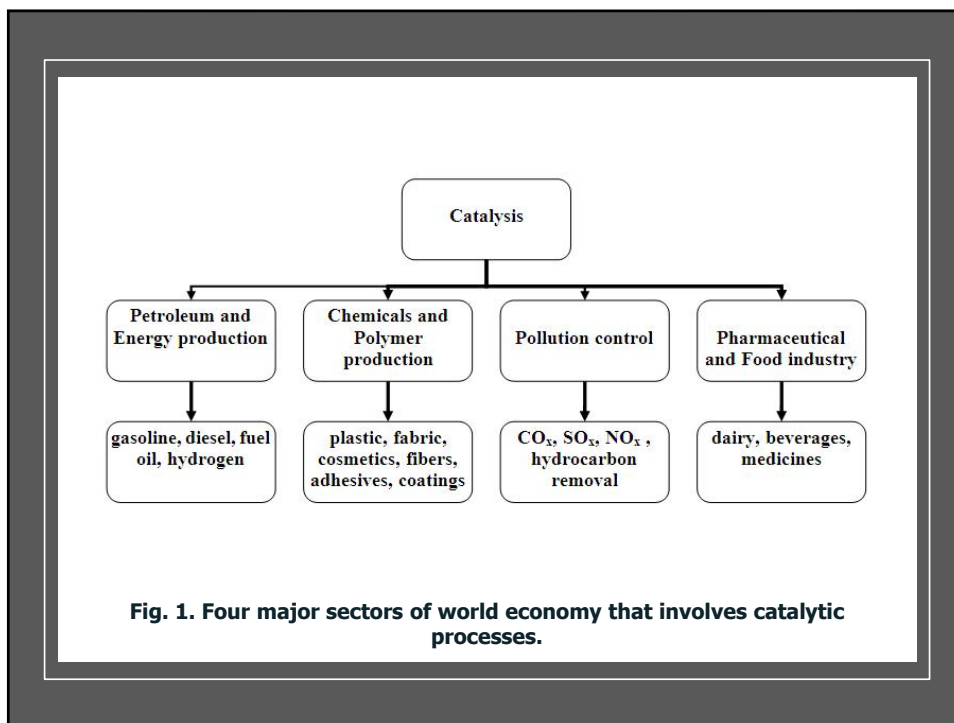 Catalysis
Petroleum and
Energy production
Chemicals and
Polymer
production
Pollution control
Pharmaceutical
and Food industry
gasoline, diesel, fuel
oil, hydrogen
plastic, fabric,
cosmetics, fibers,
adhesives, coatings
COₓ, SOₓ, NOₓ ,
hydrocarbon
removal
dairy, beverages,
medicines
Fig. 1. Four major sectors of world economy that involves catalytic
processes.